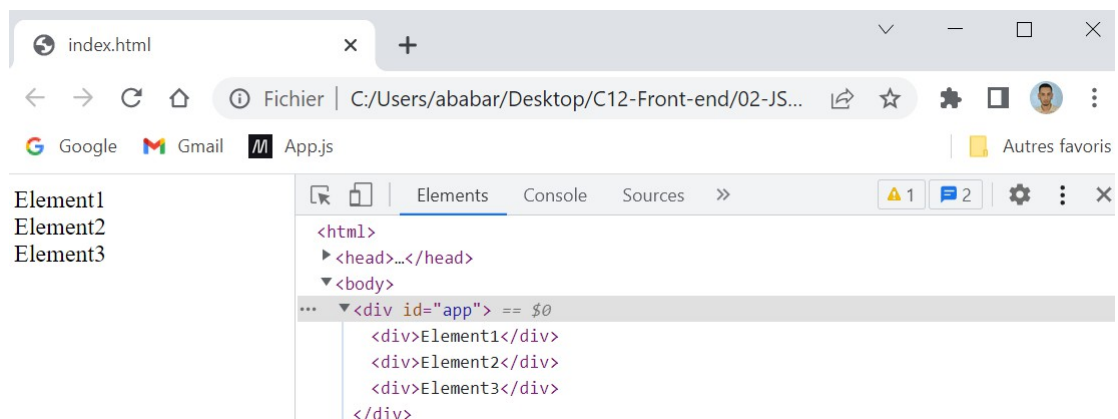 index.html
Fichier | C:/Users/ababar/Desktop/C12-Front-end/02-JS...
G Google M Gmail M App.js Autres favoris
Element1
Element2
Element3
Elements Console Sources » 1 2
<html>
<head>…</head>
<body>
... <div id="app"> == $0
<div>Element1</div>
<div>Element2</div>
<div>Element3</div>
</div>